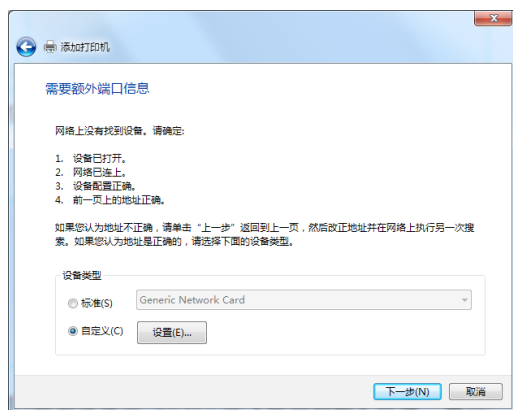 添加打印机
需要额外端口信息
网络上没有找到设备。请确定:
1. 设备已打开。
2. 网络已连上。
3. 设备配置正确。
4. 前一页上的地址正确。
如果您认为地址不正确，请单击“上一步”返回到上一页，然后改正地址并在网络上执行另一次搜
索。如果您认为地址是正确的，请选择下面的设备类型。
设备类型
标准(S) Generic Network Card
自定义(C) 设置(E)...
下一步(N) 取消